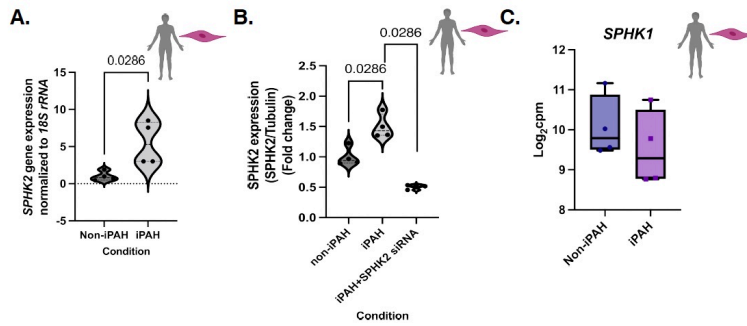 A.
0.0286
SPHK2 gene expression
normalized to 18S rRNA
15
10
5
0
-5
Non-iPAH
iPAH
Condition
B.
0.0286
0.0286
SPHK2 expression
(SPHK2/Tubulin)
(Fold change)
2.5
2.0
1.5
1.0
0.5
0.0
non-iPAH
iPAH
iPAH+SPHK2 siRNA
Condition
C.
SPHK1
Log2cpm
11
10
9
8
Non-iPAH
iPAH